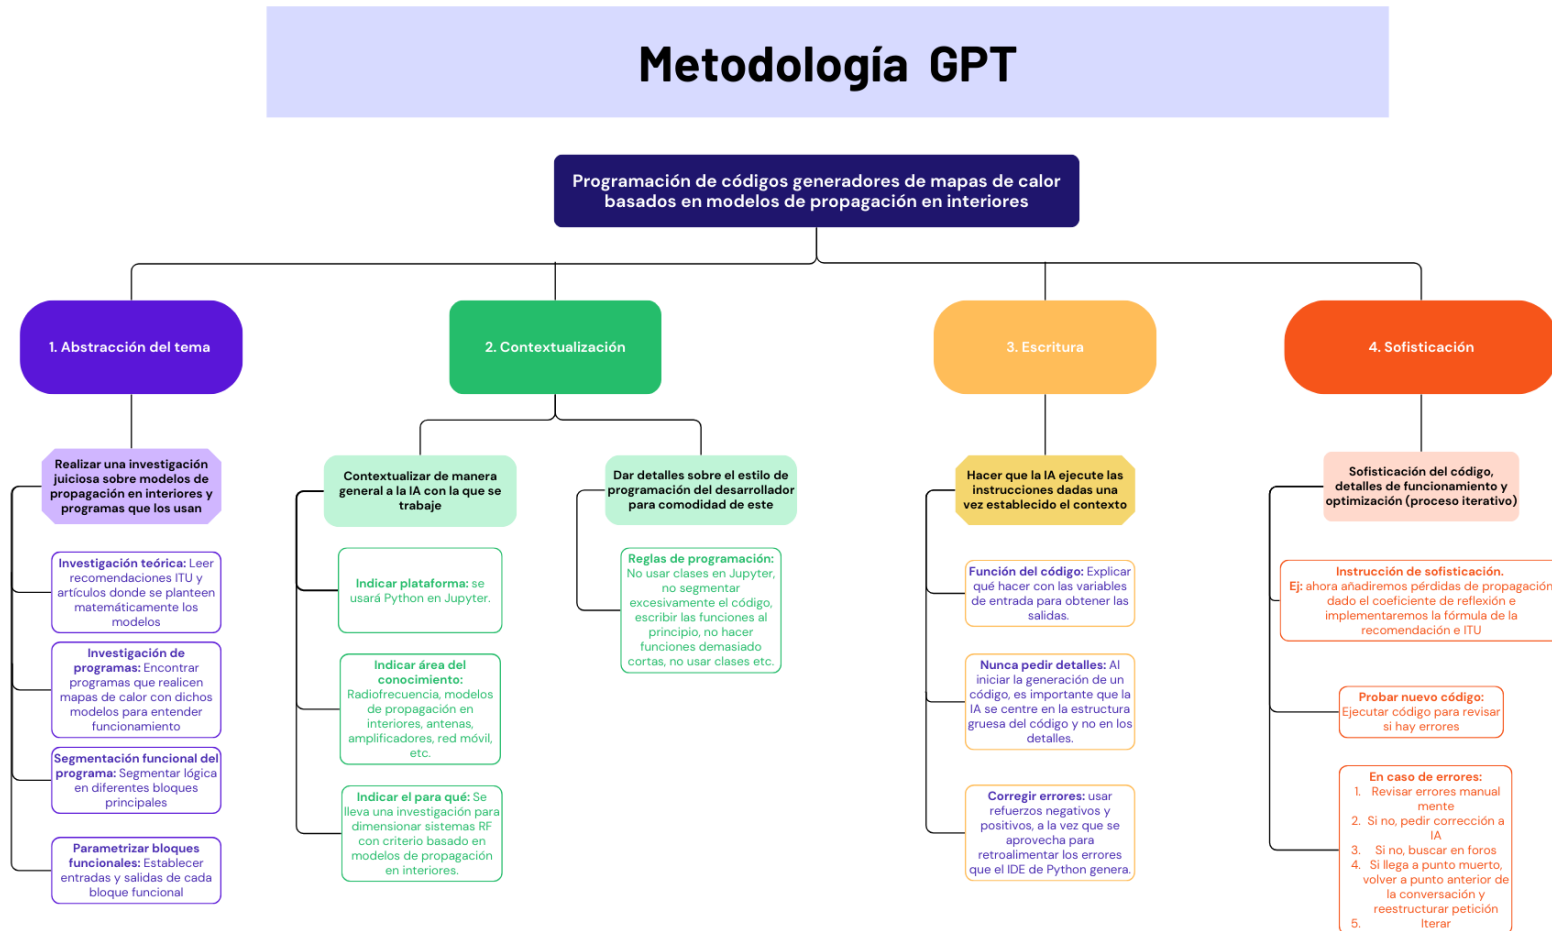 Metodología GPT
Programación de códigos generadores de mapas de calor
basados en modelos de propagación en interiores
1. Abstracción del tema
Realizar una investigación
juiciosa sobre modelos de
propagación en interiores y
programas que los usan
Investigación teórica: Leer
recomendaciones ITU y
artículos donde se planteen
matemáticamente los
modelos
Investigación de
programas: Encontrar
programas que realicen
mapas de calor con dichos
modelos para entender
funcionamiento
Segmentación funcional del
programa: Segmentar lógica
en diferentes bloques
principales
Parametrizar bloques
funcionales: Establecer
entradas y salidas de cada
bloque funcional
2. Contextualización
Contextualizar de manera
general a la IA con la que se
trabaje
Indicar plataforma: se
usará Python en Jupyter.
Indicar área del
conocimiento:
Radiofrecuencia, modelos
de propagación en
interiores, antenas,
amplificadores, red móvil,
etc.
Indicar el para qué: Se
lleva una investigación para
dimensionar sistemas RF
con criterio basado en
modelos de propagación
en interiores.
Dar detalles sobre el estilo de
programación del desarrollador
para comodidad de este
Reglas de programación:
No usar clases en Jupyter,
no segmentar
excesivamente el código,
escribir las funciones al
principio, no hacer
funciones demasiado
cortas, no usar clases etc.
3. Escritura
Hacer que la IA ejecute las
instrucciones dadas una
vez establecido el contexto
Función del código: Explicar
qué hacer con las variables
de entrada para obtener las
salidas.
Nunca pedir detalles: Al
iniciar la generación de un
código, es importante que la
IA se centre en la estructura
gruesa del código y no en los
detalles.
Corregir errores: usar
refuerzos negativos y
positivos, a la vez que se
aprovecha para
retroalimentar los errores
que el IDE de Python genera.
4. Sofisticación
Sofisticación del código,
detalles de funcionamiento y
optimización (proceso iterativo)
Instrucción de sofisticación.
Ej: ahora añadiremos pérdidas de propagación
dado el coeficiente de reflexión e
implementaremos la fórmula de la
recomendación e ITU
Probar nuevo código:
Ejecutar código para revisar
si hay errores
En caso de errores:
1. Revisar errores manual
mente
2. Si no, pedir corrección a
IA
3. Si no, buscar en foros
4. Si llega a punto muerto,
volver a punto anterior de
la conversación y
reestructurar petición
5. Iterar